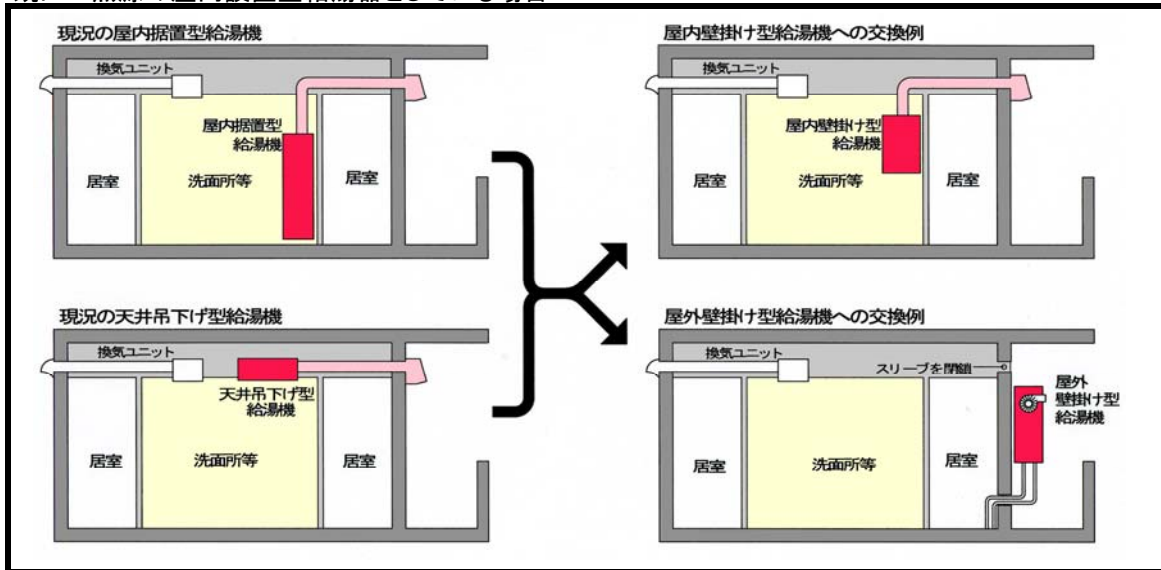 現況の屋内据置型給湯機
換気ユニット
屋内据置型
給湯機
居室
洗面所等
居室
屋内壁掛け型給湯機への交換例
換気ユニット
屋内壁掛け型
給湯機
居室
洗面所等
居室
現況の天井吊下げ型給湯機
換気ユニット
天井吊下げ型
給湯機
居室
洗面所等
居室
屋外壁掛け型給湯機への交換例
換気ユニット
スリーブを閉鎖
屋外
壁掛け型
給湯機
居室
洗面所等
居室